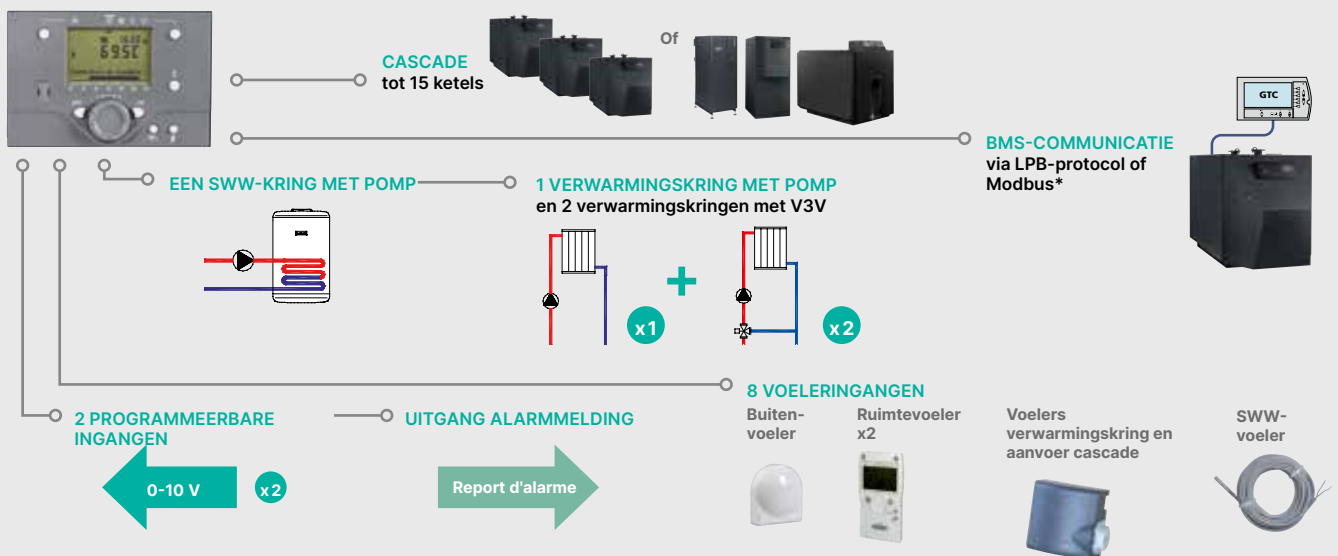 CASCADE
tot 15 ketels
Of
GTC
BMS-COMMUNICATIE
via LPB-protocol of
Modbus*
EEN SWW-KRING MET POMP
1 VERWARMINGSKRING MET POMP
en 2 verwarmingskringen met V3V
x1
+
x2
8 VOELERINGANGEN
2 PROGRAMMEERBARE
INGANGEN
0-10 V
x2
UITGANG ALARMMELDING
Report d'alarme
Buiten-
voeler
Ruimtevoeler
x2
Voelers
verwarmingskring en
aanvoer cascade
SWW-
voeler